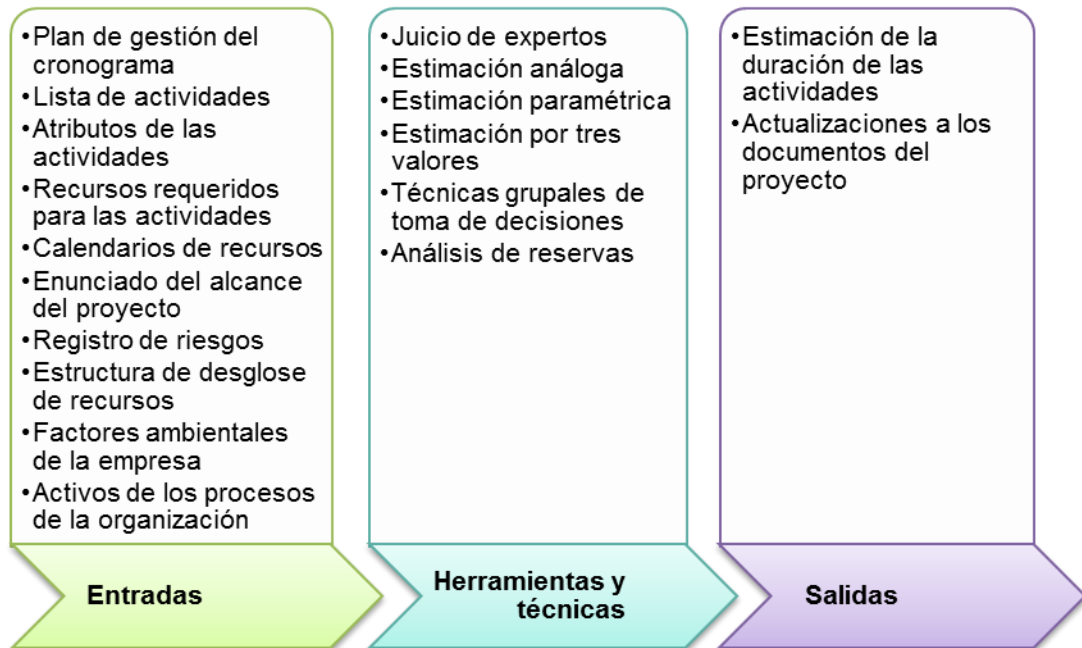 •Plan de gestión del
cronograma
•Lista de actividades
•Atributos de las
actividades
•Recursos requeridos
para las actividades
•Calendarios de recursos
•Enunciado del alcance
del proyecto
•Registro de riesgos
•Estructura de desglose
de recursos
•Factores ambientales
de la empresa
•Activos de los procesos
de la organización
Entradas
•Juicio de expertos
•Estimación análoga
•Estimación paramétrica
•Estimación por tres
valores
•Técnicas grupales de
toma de decisiones
•Análisis de reservas
Herramientas y
técnicas
•Estimación de la
duración de las
actividades
•Actualizaciones a los
documentos del
proyecto
Salidas